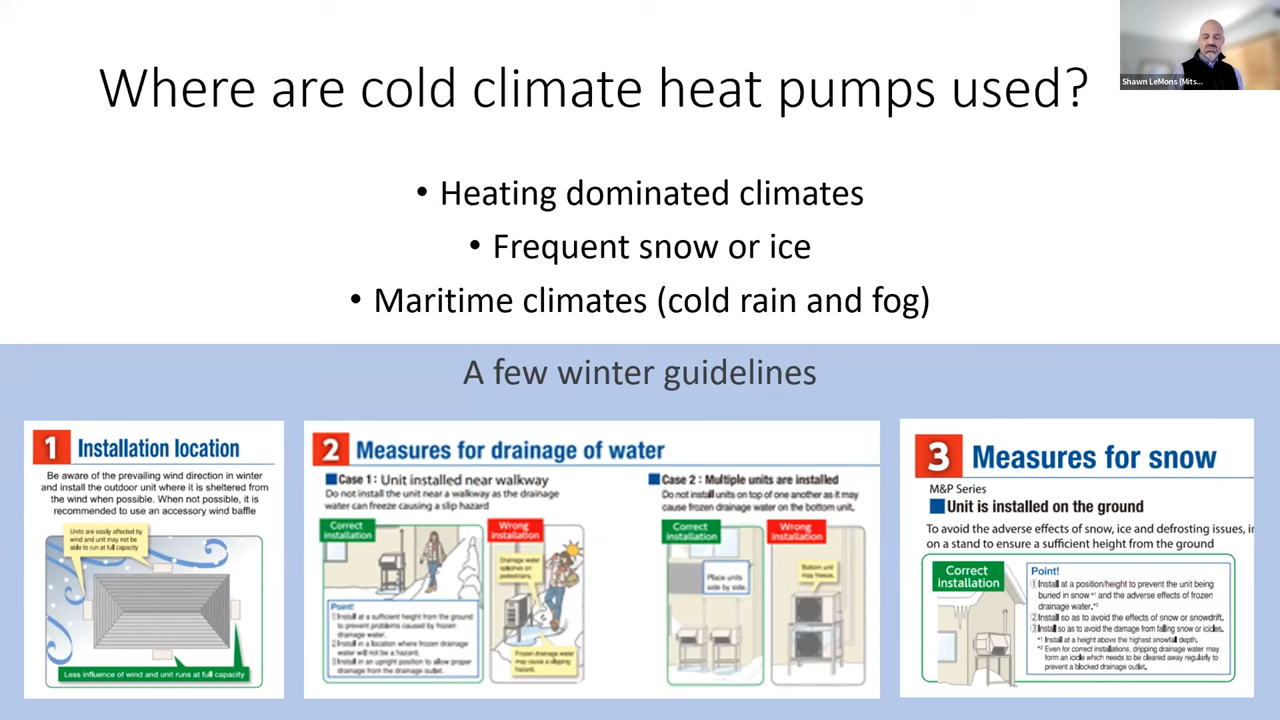 Where are cold climate heat pumps used?
Shawn LeMons (Mits...
• Heating dominated climates
• Frequent snow or ice
• Maritime climates (cold rain and fog)
A few winter guidelines
1 Installation location
Be aware of the prevailing wind direction in winter
and install the outdoor unit where it is sheltered from
the wind when possible. When not possible, it is
recommended to use an accessory wind baffle
Units are easily affected by
wind and unit may not be
able to run at full capacity
Less influence of wind and unit runs at full capacity
2 Measures for drainage of water
Case 1: Unit installed near walkway
Do not install the unit near a walkway as the drainage
water can freeze causing a slip hazard
Correct
installation
Wrong
installation
Drainage water
splashes on
pedestrians.
Point!
①Install at a sufficient height from the ground
to prevent problems caused by frozen
drainage water.
②Install in a location where frozen drainage
water will not be a hazard.
③Install in an upright position to allow proper
drainage from the drainage outlet.
Frozen drainage water
may cause a slipping
hazard.
Case 2: Multiple units are installed
Do not install units on top of one another as it may
cause frozen drainage water on the bottom unit.
Correct
installation
Wrong
installation
Place units
side by side.
Bottom unit
may freeze.
3 Measures for snow
M&P Series
Unit is installed on the ground
To avoid the adverse effects of snow, ice and defrosting issues, in
on a stand to ensure a sufficient height from the ground
Correct
installation
Point!
①Install at a position/height to prevent the unit being
buried in snow*1 and the adverse effects of frozen
drainage water.*2
②Install so as to avoid the effects of snow or snowdrift.
③Install so as to avoid the damage from falling snow or icicles.
*1 Install at a height above the highest snowfall depth.
*2 Even for correct installations, dripping drainage water may
form an icicle which needs to be cleared away regularly to
prevent a blocked drainage outlet.